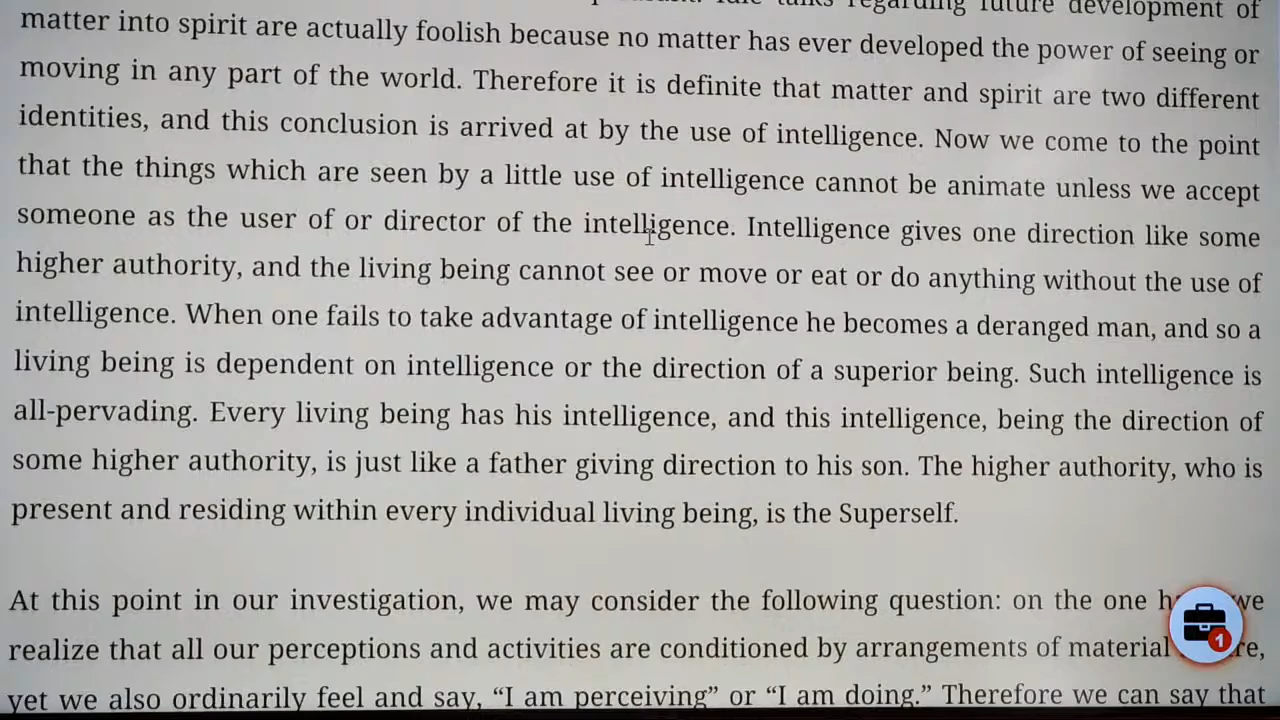 talks regarding future development of
matter into spirit are actually foolish because no matter has ever developed the power of seeing or
moving in any part of the world. Therefore it is definite that matter and spirit are two different
identities, and this conclusion is arrived at by the use of intelligence. Now we come to the point
that the things which are seen by a little use of intelligence cannot be animate unless we accept
someone as the user of or director of the intelligence. Intelligence gives one direction like some
higher authority, and the living being cannot see or move or eat or do anything without the use of
intelligence. When one fails to take advantage of intelligence he becomes a deranged man, and so a
living being is dependent on intelligence or the direction of a superior being. Such intelligence is
all-pervading. Every living being has his intelligence, and this intelligence, being the direction of
some higher authority, is just like a father giving direction to his son. The higher authority, who is
present and residing within every individual living being, is the Superself.
At this point in our investigation, we may consider the following question: on the one we
realize that all our perceptions and activities are conditioned by arrangements of material
yet we also ordinarily feel and say, “I am perceiving” or “I am doing.” Therefore we can say that
1